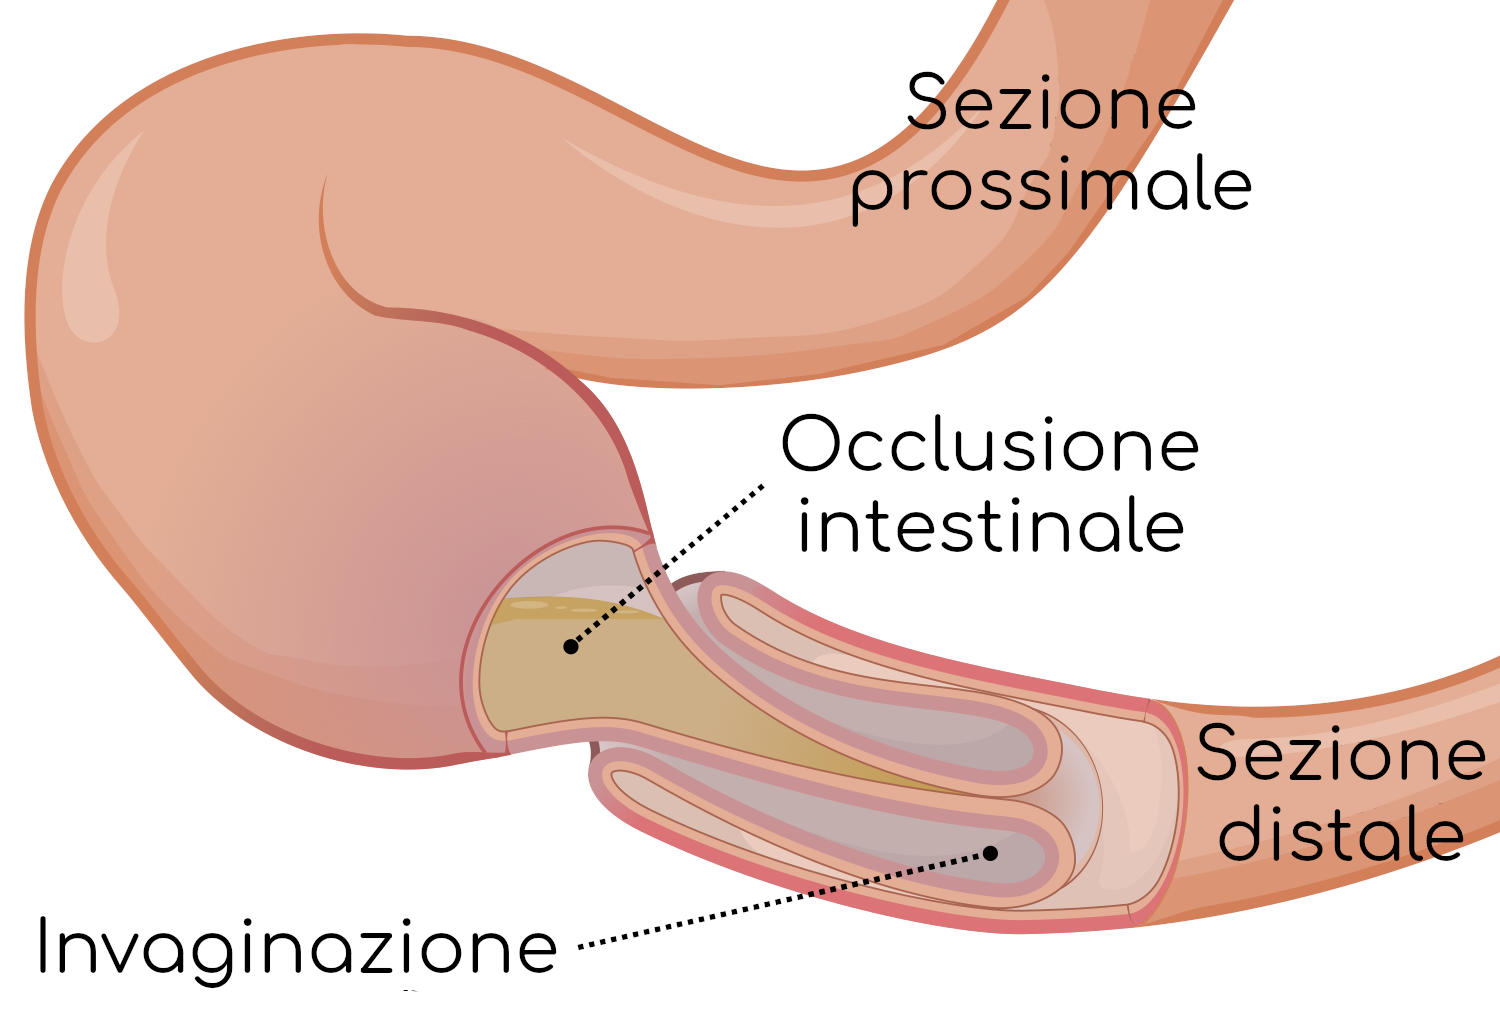 Sezione
prossimale
Occlusione
intestinale
Sezione
distale
Invaginazione